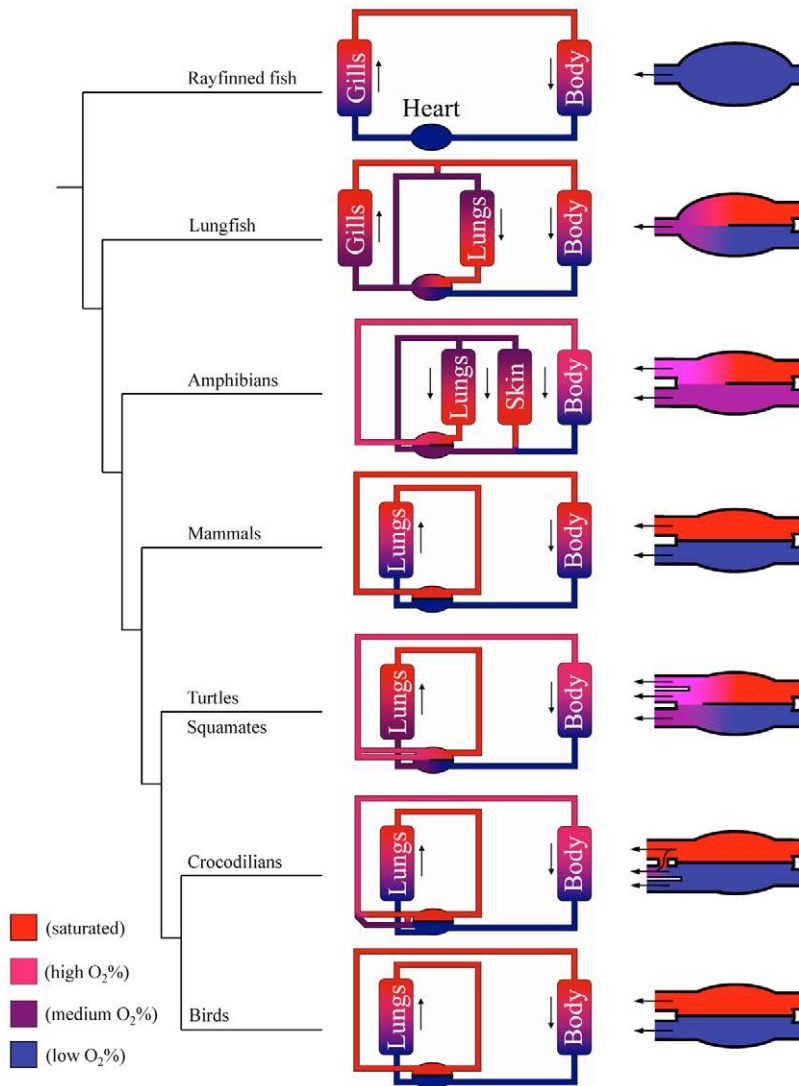 Rayfinned fish
Gills
Heart
Body
Lungfish
Gills
Lungs
Body
Amphibians
Lungs
Skin
Body
Mammals
Lungs
Body
Turtles
Squamates
Lungs
Body
Crocodilians
Lungs
Body
Birds
Lungs
Body
(saturated)
(high O₂%)
(medium O₂%)
(low O₂%)